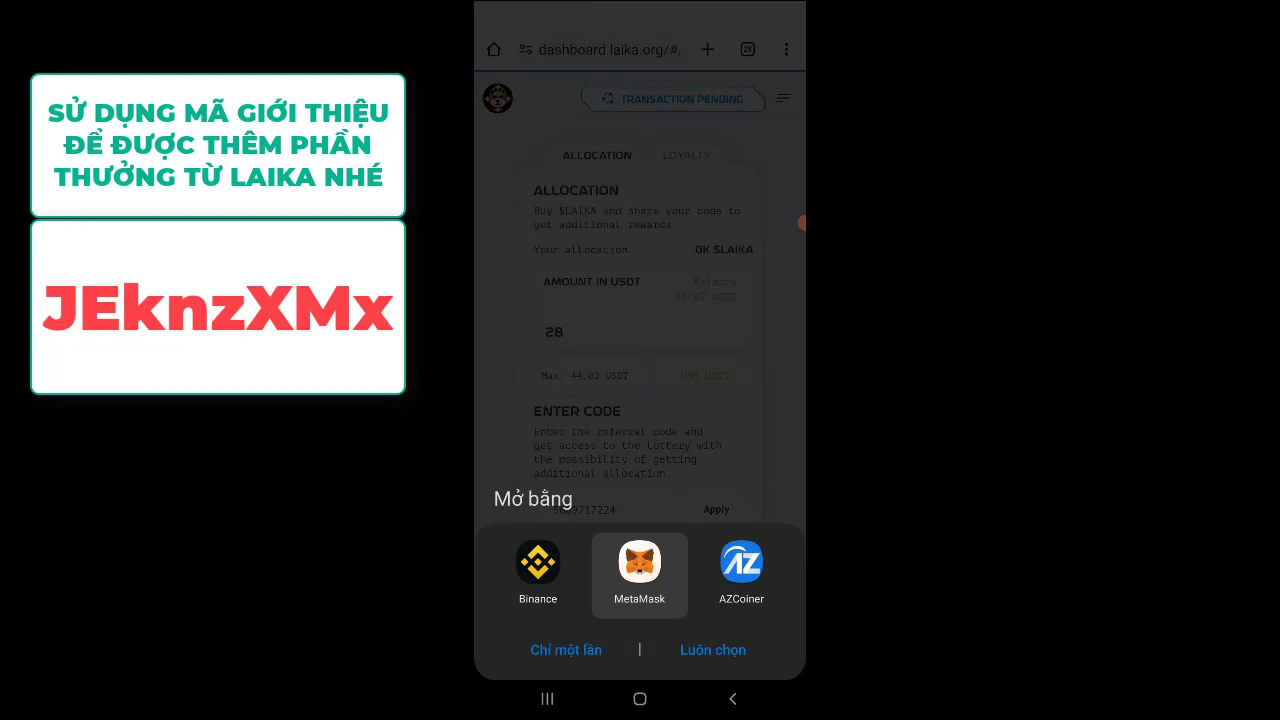 SỬ DỤNG MÃ GIỚI THIỆU
ĐỂ ĐƯỢC THÊM PHẦN
THƯỞNG TỪ LAIKA NHÉ
JEknzXMx
dashboard.laika.org/#.
29
TRANSACTION PENDING
ALLOCATION
LOYALTY
ALLOCATION
Buy $LAIKA and share your code to
get additional rewards.
Your allocation
0K $LAIKA
AMOUNT IN USDT
Balance
44.02 USDT
28
Max: 44.02 USDT
100 USDT
ENTER CODE
Enter the referral code and
get access to the luttery with
the possibility of getting
additional allocation.
Mở bằng
Apply
Binance
MetaMask
AZ
AZCoiner
Chỉ một lần
Luôn chọn